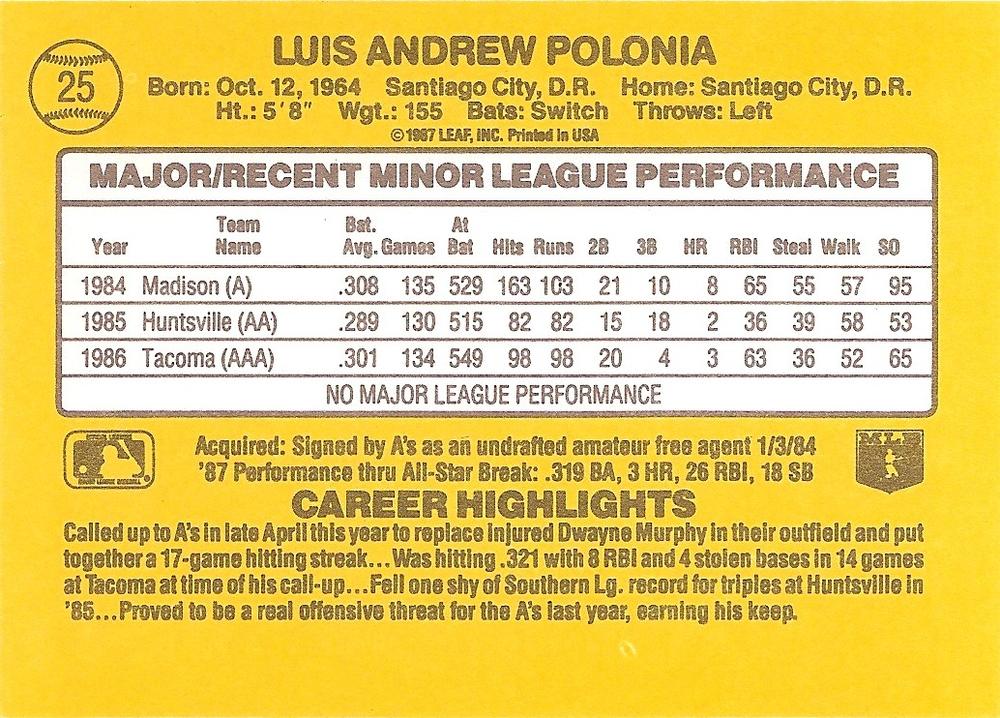 25
LUIS ANDREW POLONIA
Born: Oct. 12, 1964 Santiago City, D.R. Home: Santiago City, D.R.
Ht.: 5'8" Wgt.: 155 Bats: Switch Throws: Left
© 1987 LEAF, INC. Printed in USA
MAJOR/RECENT MINOR LEAGUE PERFORMANCE
Team Bat. At
Year Name Avg. Games Bat Hits Runs 2B 3B HR RBI Steal Walk SO
1984 Madison (A) .308 135 529 163 103 21 10 8 65 55 57 95
1985 Huntsville (AA) .289 130 515 82 82 15 18 2 36 39 58 53
1986 Tacoma (AAA) .301 134 549 98 98 20 4 3 63 36 52 65
NO MAJOR LEAGUE PERFORMANCE
Acquired: Signed by A's as an undrafted amateur free agent 1/3/84
'87 Performance thru All-Star Break: .319 BA, 3 HR, 26 RBI, 18 SB
MAJOR LEAGUE BASEBALL
MLB
CAREER HIGHLIGHTS
Called up to A's in late April this year to replace injured Dwayne Murphy in their outfield and put
together a 17-game hitting streak...Was hitting .321 with 8 RBI and 4 stolen bases in 14 games
at Tacoma at time of his call-up...Fell one shy of Southern Lg. record for triples at Huntsville in
'85...Proved to be a real offensive threat for the A's last year, earning his keep.